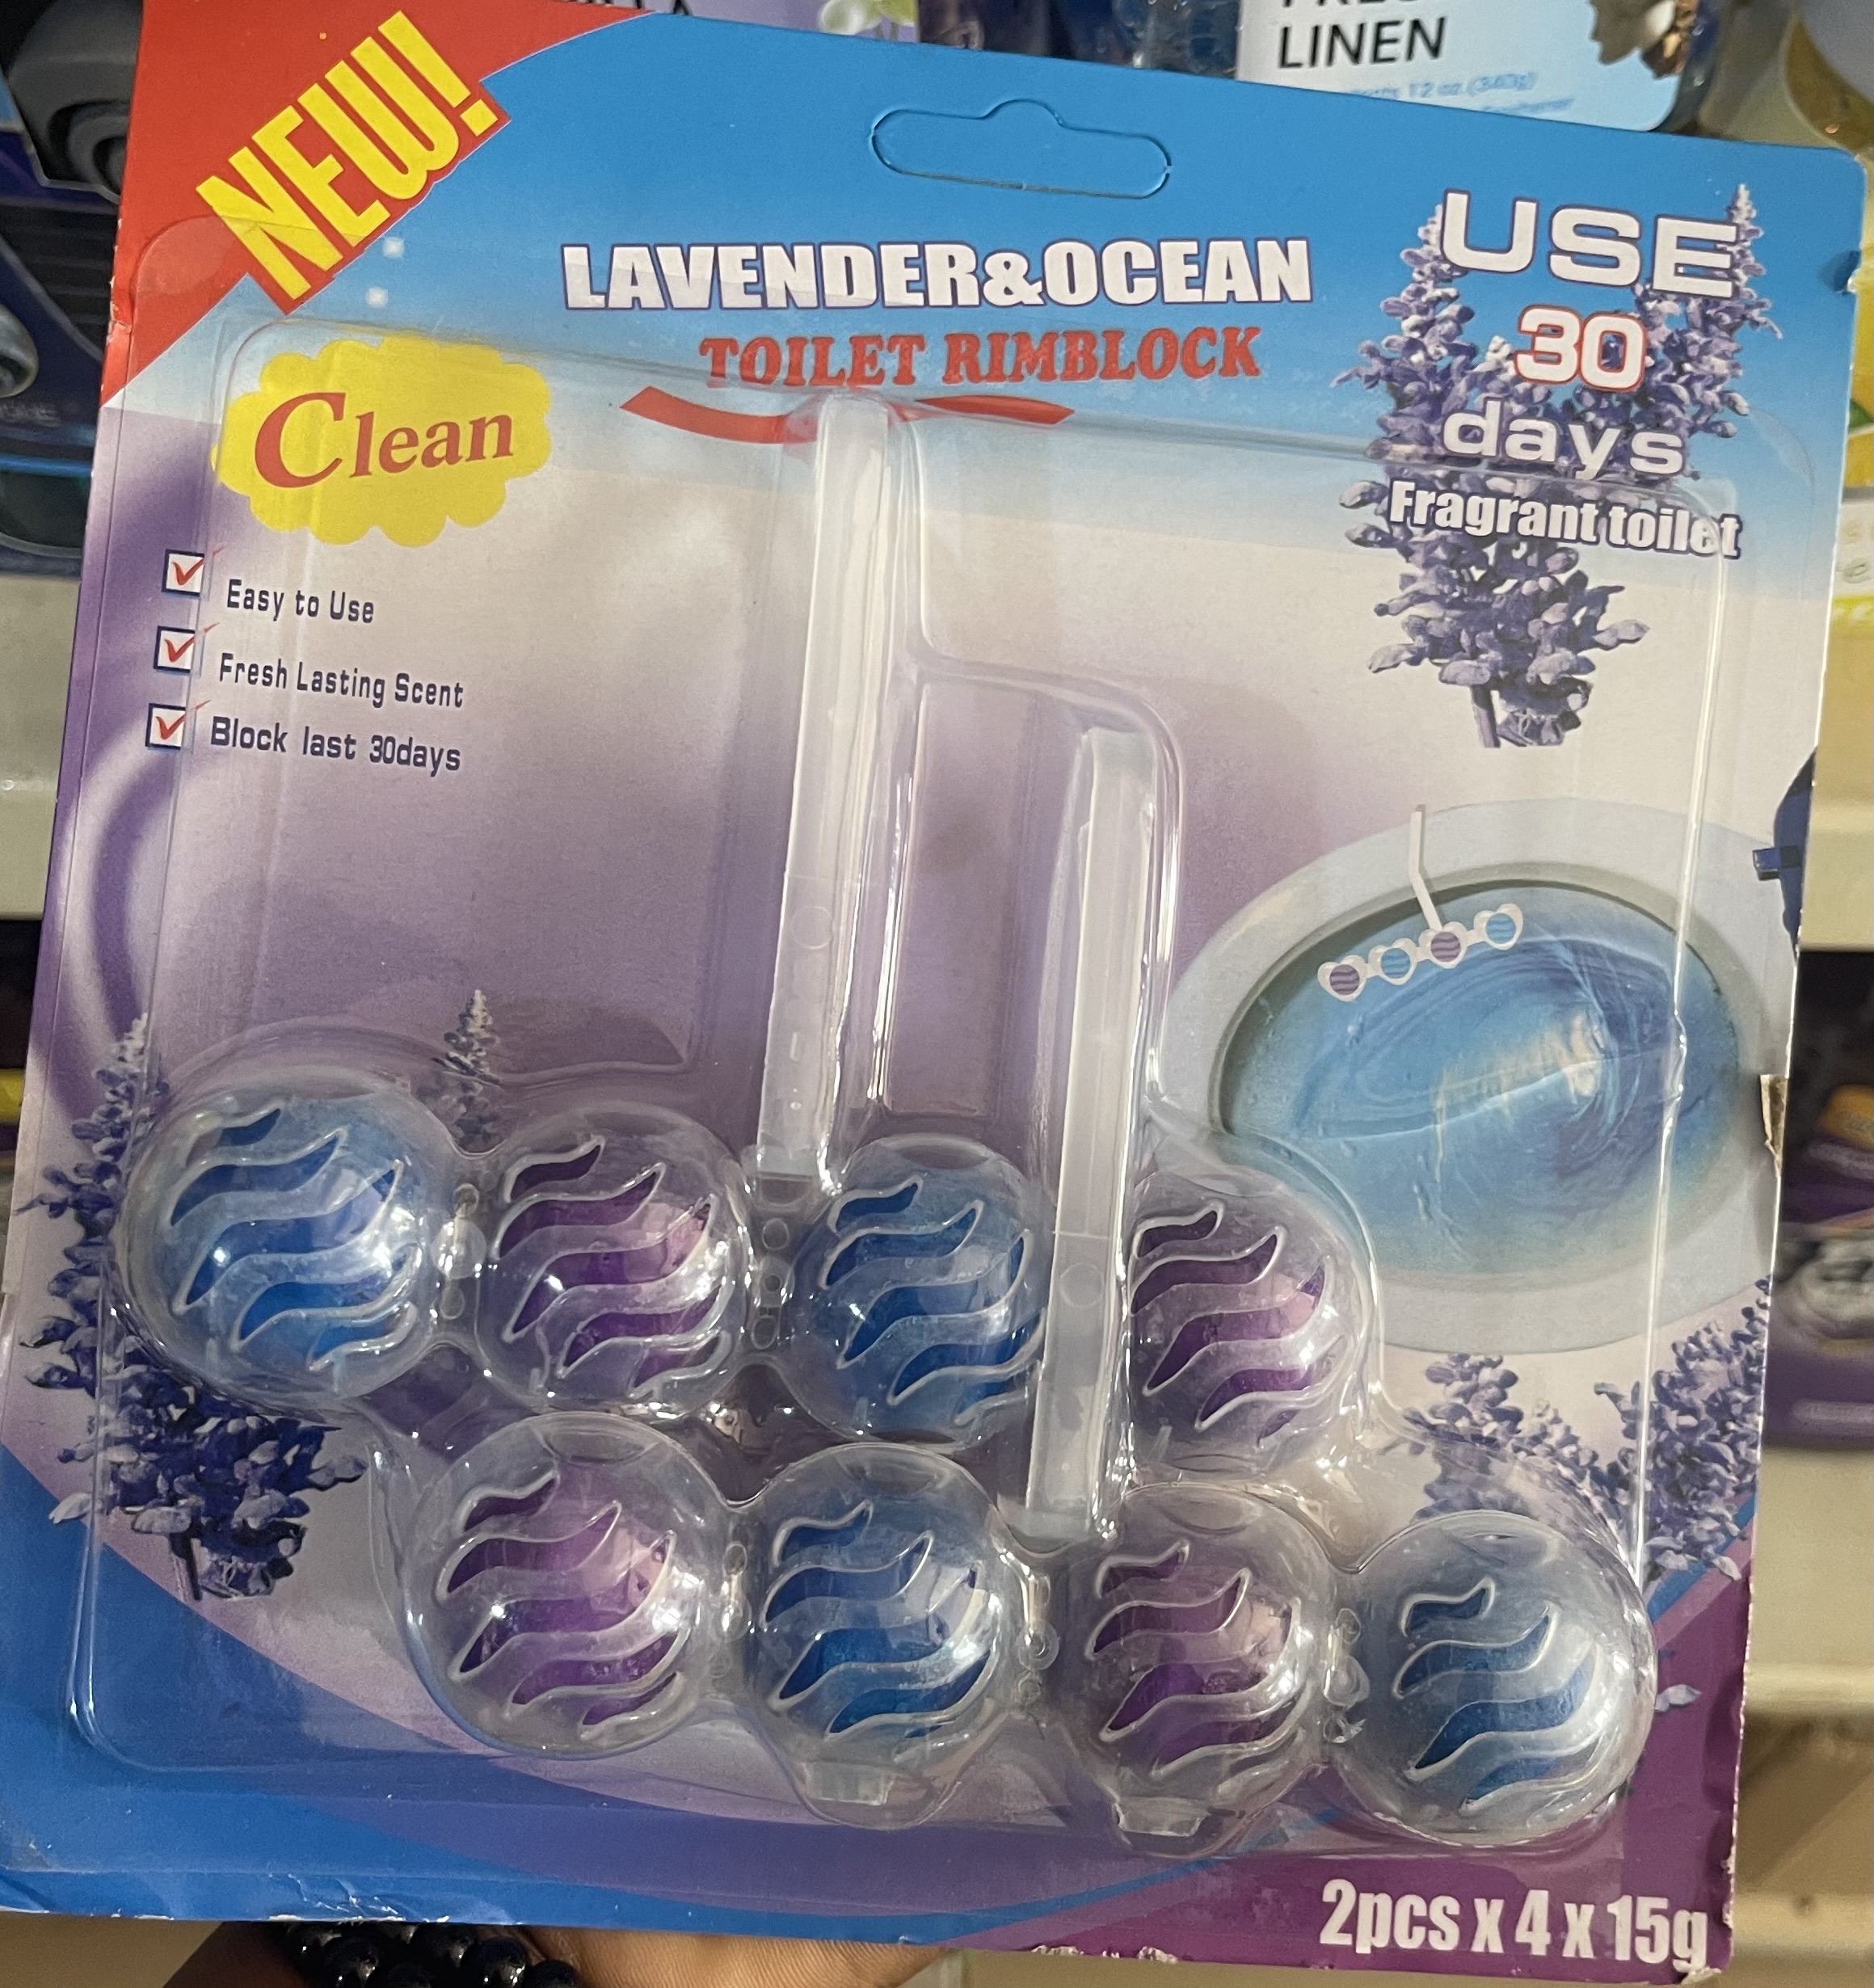 LINEN
NEW!
LAVENDER&OCEAN
TOILET RIMBLOCK
USE
30
days
Fragrant toilet
Clean
Easy to Use
Fresh Lasting Scent
Block last 30days
2pcs x 4 x 15g